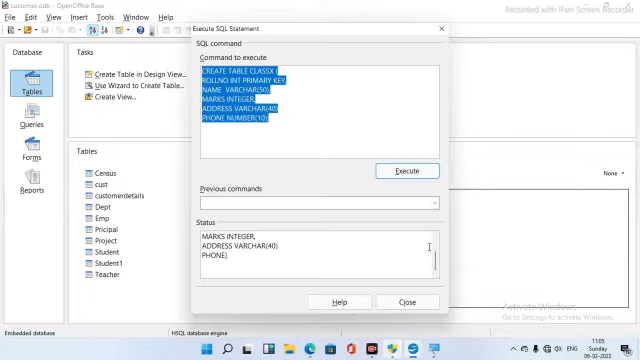 customer.odb - OpenOffice Base
Recorded with iFun Screen Recorder
File Edit View Insert Tools Window Help
Database
Tables
Queries
Forms
Reports
Tasks
Create Table in Design View...
Use Wizard to Create Table...
Create View...
Tables
Census
cust
customerdetails
Dept
Emp
Pricipal
Project
Student
Student1
Teacher
None
Execute SQL Statement
SQL command
Command to execute
CREATE TABLE CLASSX (
ROLLNO INT PRIMARY KEY,
NAME VARCHAR(50),
MARKS INTEGER,
ADDRESS VARCHAR(40)
PHONE NUMBER(10);
Execute
Previous commands
Status
MARKS INTEGER,
ADDRESS VARCHAR(40)
PHONE]
Help
Close
Activate Windows
Go to Settings to activate Windows.
Embedded database
HSQL database engine
ENG
11:05
Sunday
06-02-2022